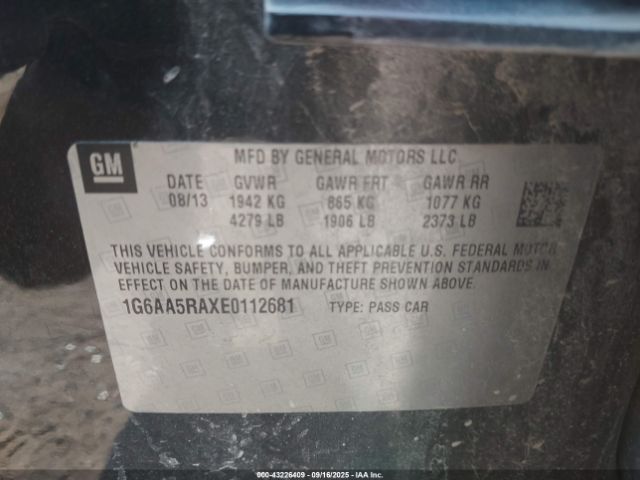 GM
MFD BY GENERAL MOTORS LLC
DATE GVWR GAWR FRT GAWR RR
08/13 1942 KG 865 KG 1077 KG
4279 LB 1906 LB 2373 LB
THIS VEHICLE CONFORMS TO ALL APPLICABLE U.S. FEDERAL MOTOR
VEHICLE SAFETY, BUMPER, AND THEFT PREVENTION STANDARDS IN
EFFECT ON THE DATE OF MANUFACTURE SHOWN ABOVE.
1G6AA5RAXE0112681 TYPE: PASS CAR
000-43226409 - 09/16/2025 - IAA Inc.